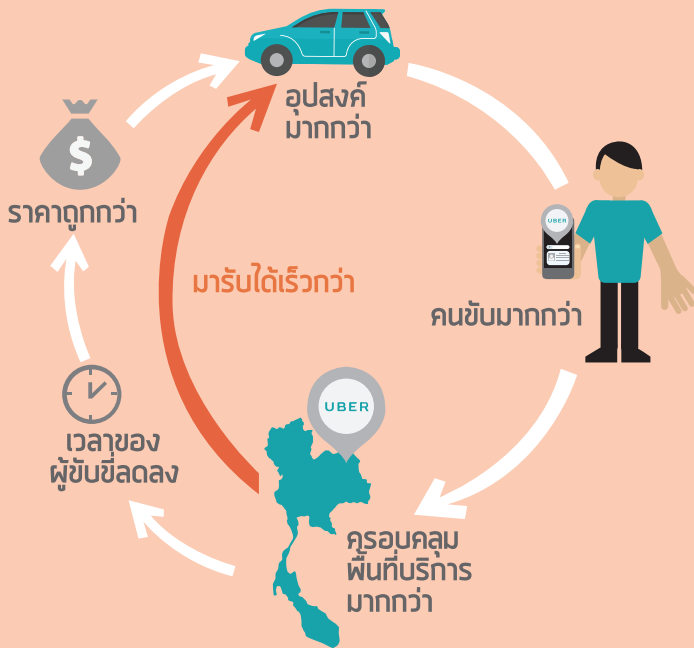 อุปสงค์
มากกว่า
$
ราคาถูกกว่า
UBER
มารับได้เร็วกว่า
คนขับมากกว่า
UBER
เวลาของ
ผู้ขับขี่ลดลง
ครอบคลุม
พื้นที่บริการ
มากกว่า